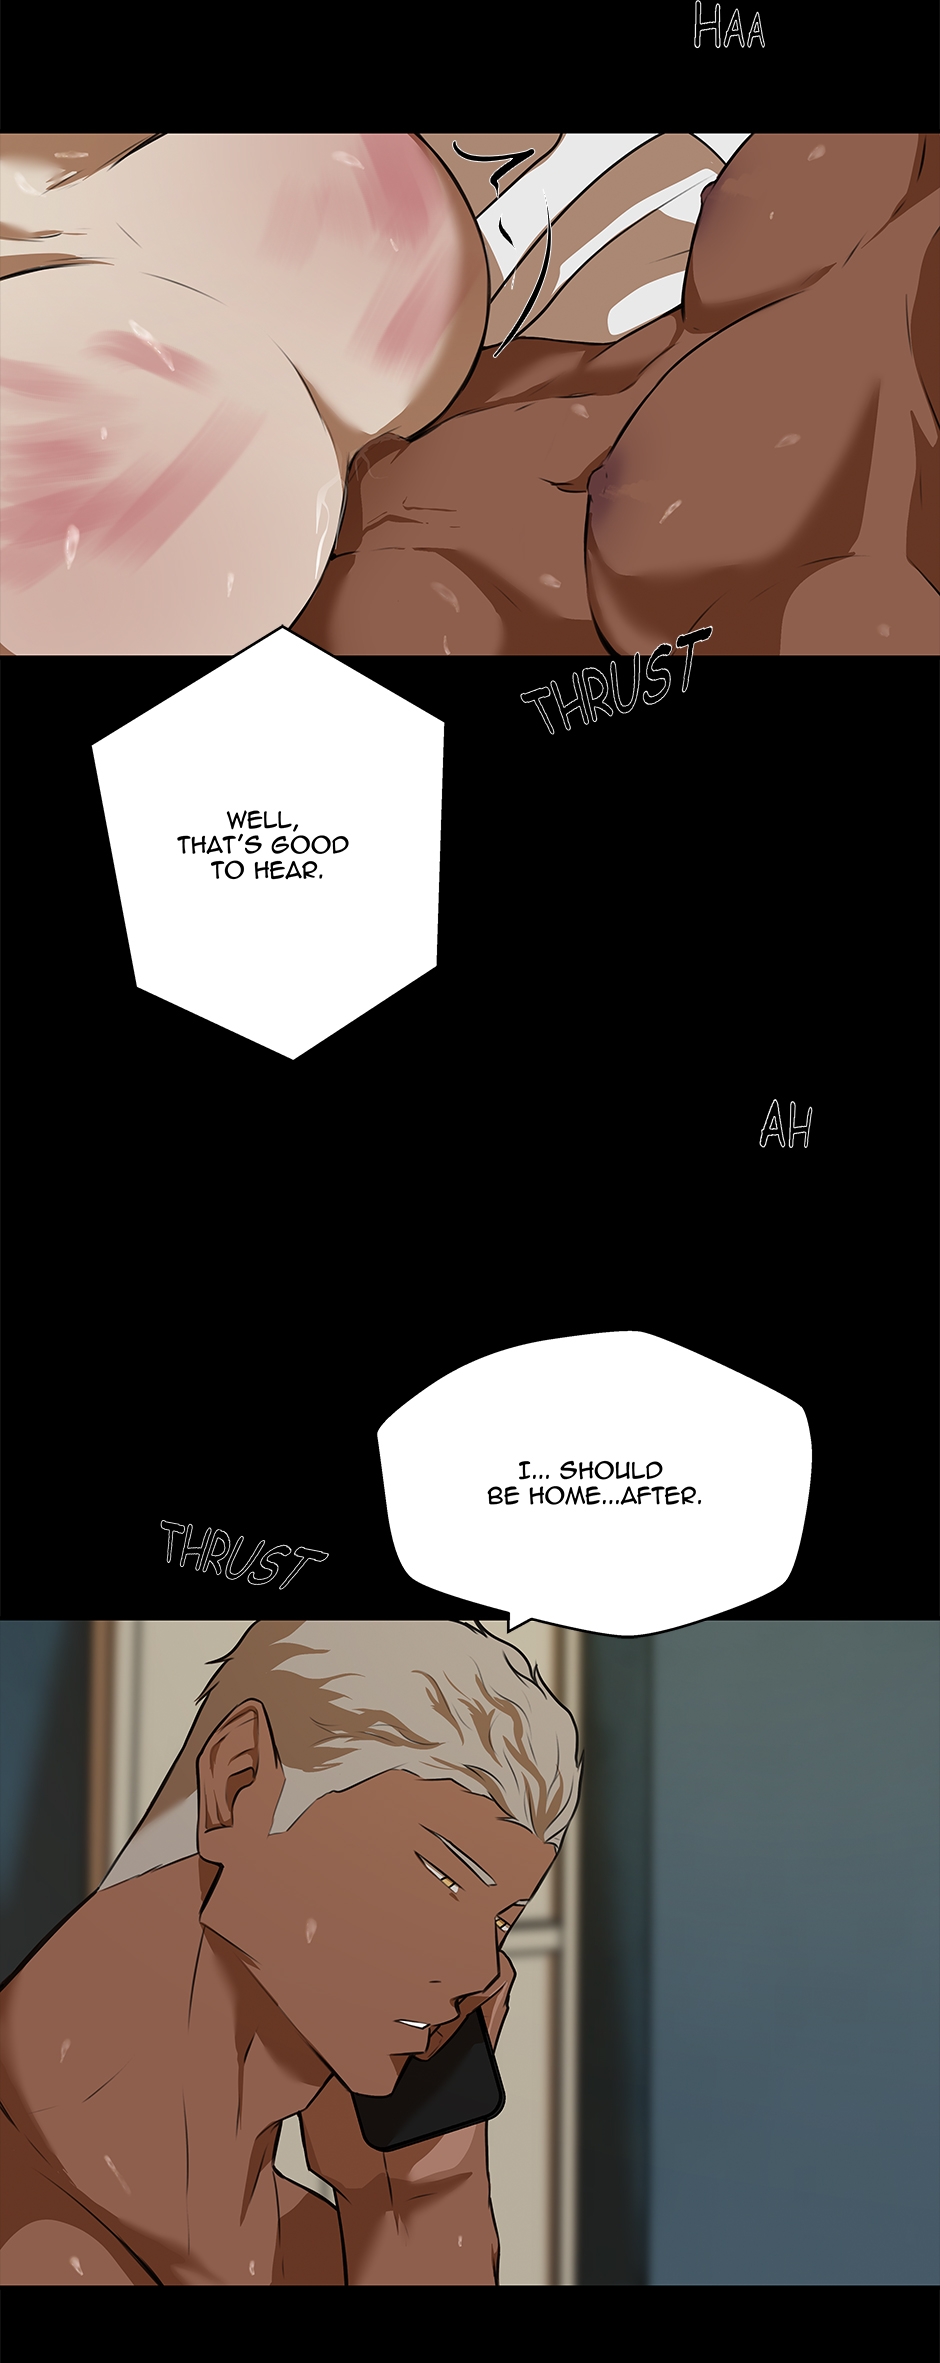 HAA
THRUST
WELL,
THAT'S GOOD
TO HEAR.
AH
I... SHOULD
BE HOME...AFTER.
THRUST